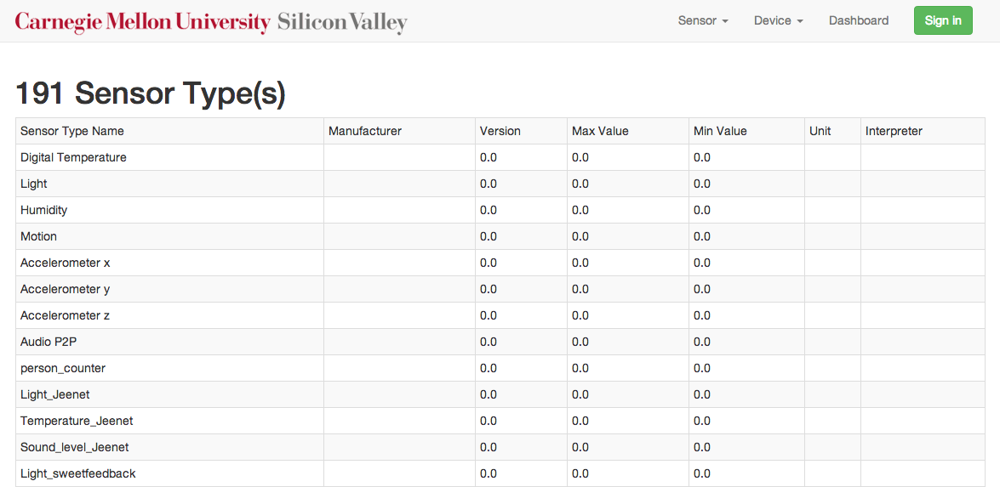 Carnegie Mellon University Silicon Valley Sensor Device Dashboard Sign in
191 Sensor Type(s)
Sensor Type Name Manufacturer Version Max Value Min Value Unit Interpreter
Digital Temperature 0.0 0.0 0.0
Light 0.0 0.0 0.0
Humidity 0.0 0.0 0.0
Motion 0.0 0.0 0.0
Accelerometer x 0.0 0.0 0.0
Accelerometer y 0.0 0.0 0.0
Accelerometer z 0.0 0.0 0.0
Audio P2P 0.0 0.0 0.0
person_counter 0.0 0.0 0.0
Light_Jeenet 0.0 0.0 0.0
Temperature_Jeenet 0.0 0.0 0.0
Sound_level_Jeenet 0.0 0.0 0.0
Light_sweetfeedback 0.0 0.0 0.0